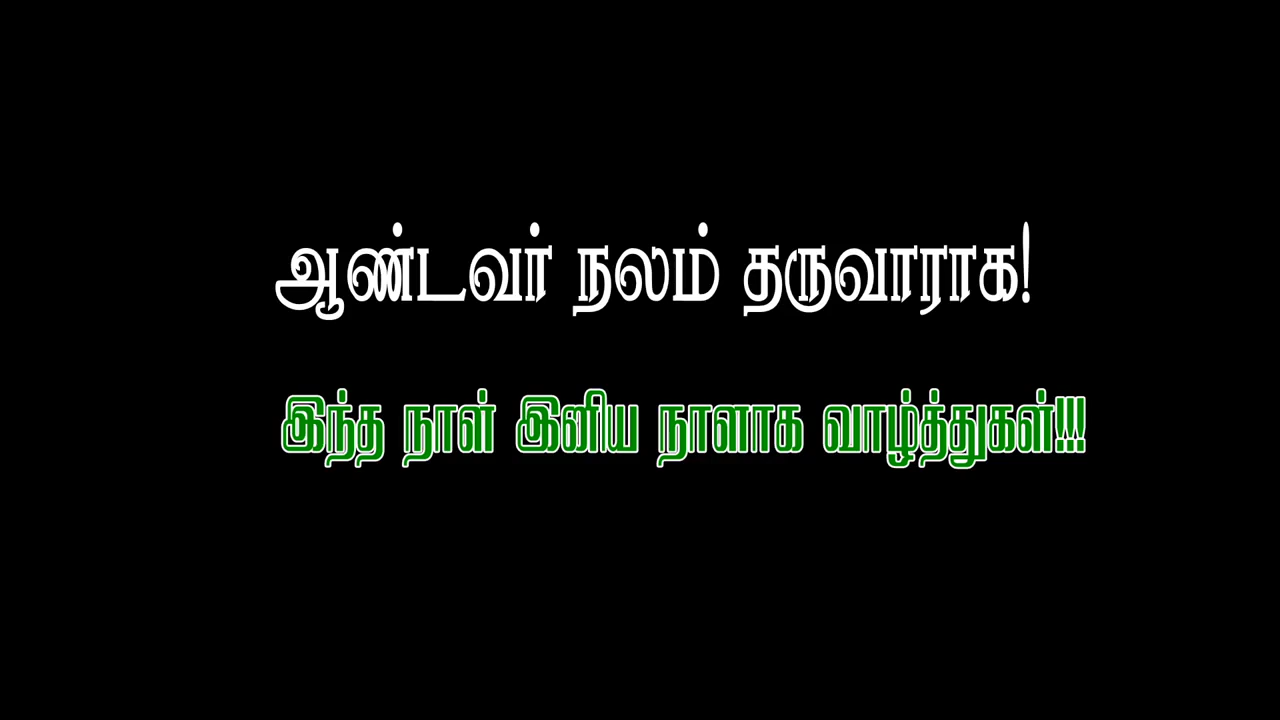 ஆண்டவர் நலம் தருவாராக!
இந்த நாள் இனிய நாளாக வாழ்த்துகள்!!!